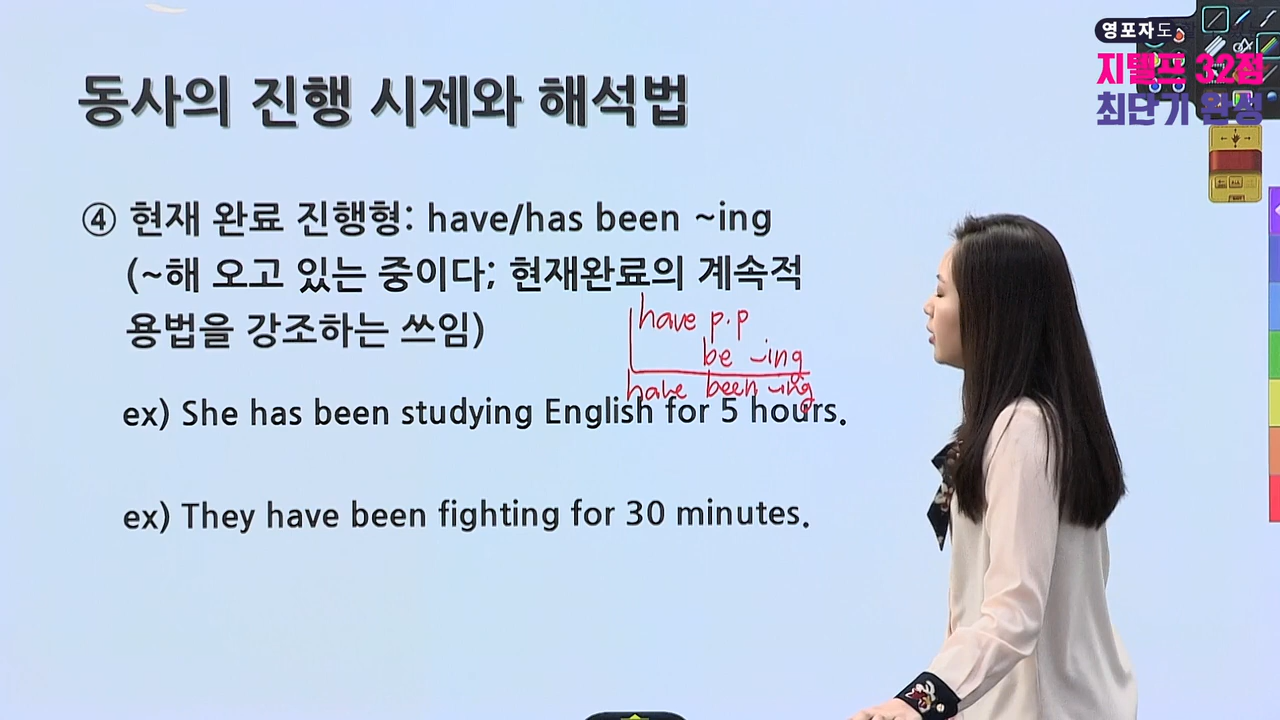 영포자도
지텔프 32점
최단기 완성
동사의 진행 시제와 해석법
④ 현재 완료 진행형: have/has been ~ing
(~해 오고 있는 중이다; 현재완료의 계속적
용법을 강조하는 쓰임)
have p.p
be -ing
have been -ing
ex) She has been studying English for 5 hours.
ex) They have been fighting for 30 minutes.